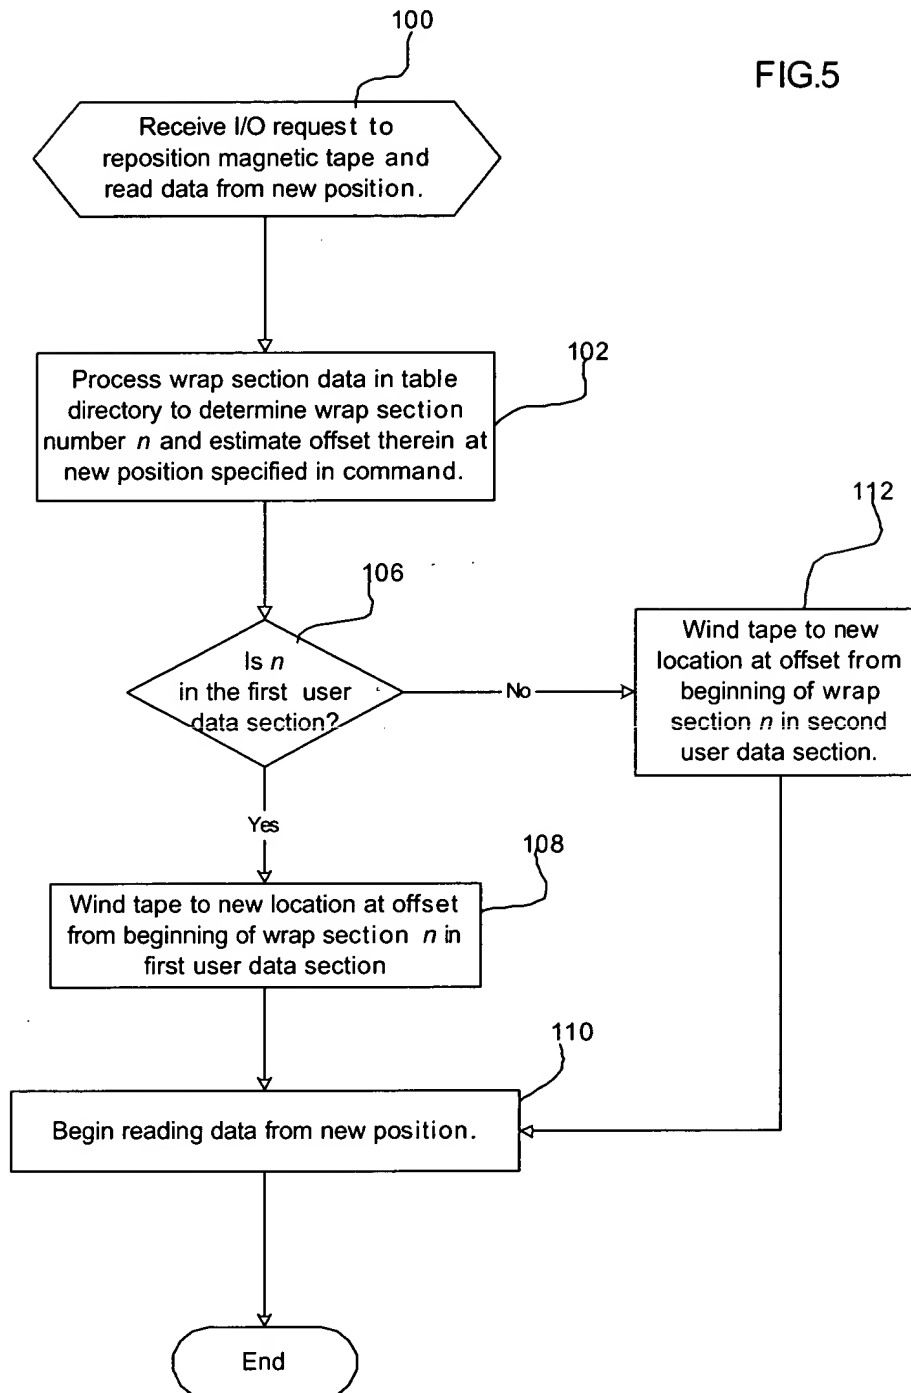 100
FIG.5
Receive I/O request to
reposition magnetic tape and
read data from new position.
102
Process wrap section data in table
directory to determine wrap section
number n and estimate offset therein at
new position specified in command.
112
106
Is n
in the first user
data section?
No
Wind tape to new
location at offset from
beginning of wrap
section n in second
user data section.
Yes
108
Wind tape to new location at offset
from beginning of wrap section n in
first user data section
110
Begin reading data from new position.
End